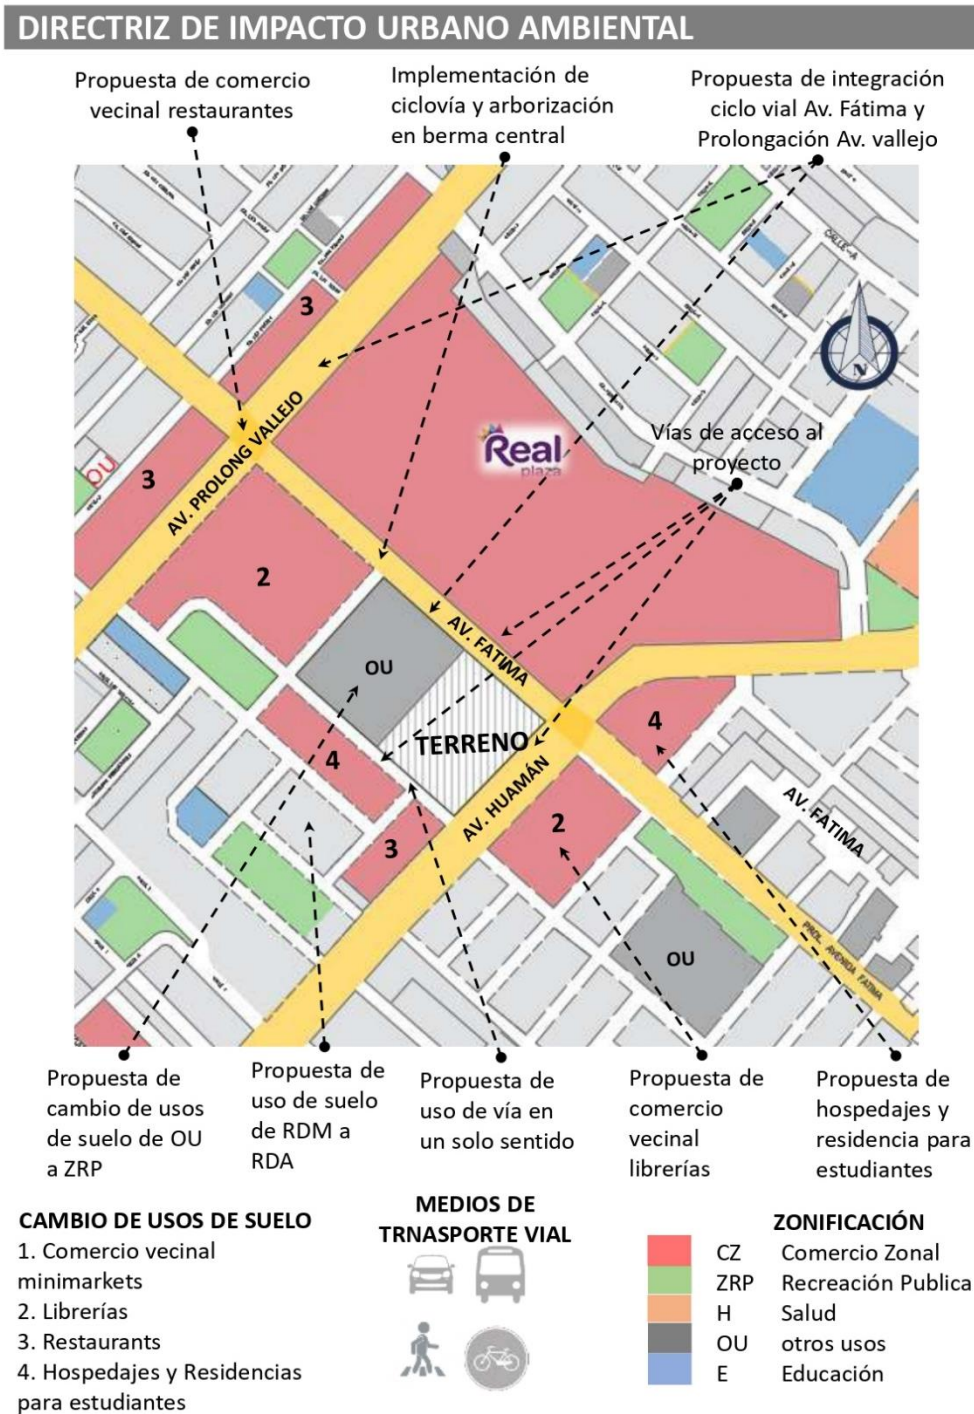 DIRECTRIZ DE IMPACTO URBANO AMBIENTAL
Propuesta de comercio
vecinal restaurantes
Implementación de
ciclovía y arborización
en berma central
Propuesta de integración
ciclo vial Av. Fátima y
Prolongación Av. vallejo
CALLE-A
3
N
AV. PROLONG VALLEJO
Real
plaza
Vías de acceso al
proyecto
OU
3
2
AV. FATIMA
OU
4
TERRENO
4
AV. HUAMÁN
2
3
AV. FATIMA
OU
PROL. AVENIDA FATIMA
Propuesta de
cambio de usos
de suelo de OU
a ZRP
Propuesta de
uso de suelo
de RDM a
RDA
Propuesta de
uso de vía en
un solo sentido
Propuesta de
comercio
vecinal
librerías
Propuesta de
hospedajes y
residencia para
estudiantes
CAMBIO DE USOS DE SUELO
1. Comercio vecinal
minimarkets
2. Librerías
3. Restaurants
4. Hospedajes y Residencias
para estudiantes
MEDIOS DE
TRNASPORTE VIAL
ZONIFICACIÓN
CZ Comercio Zonal
ZRP Recreación Publica
H Salud
OU otros usos
E Educación